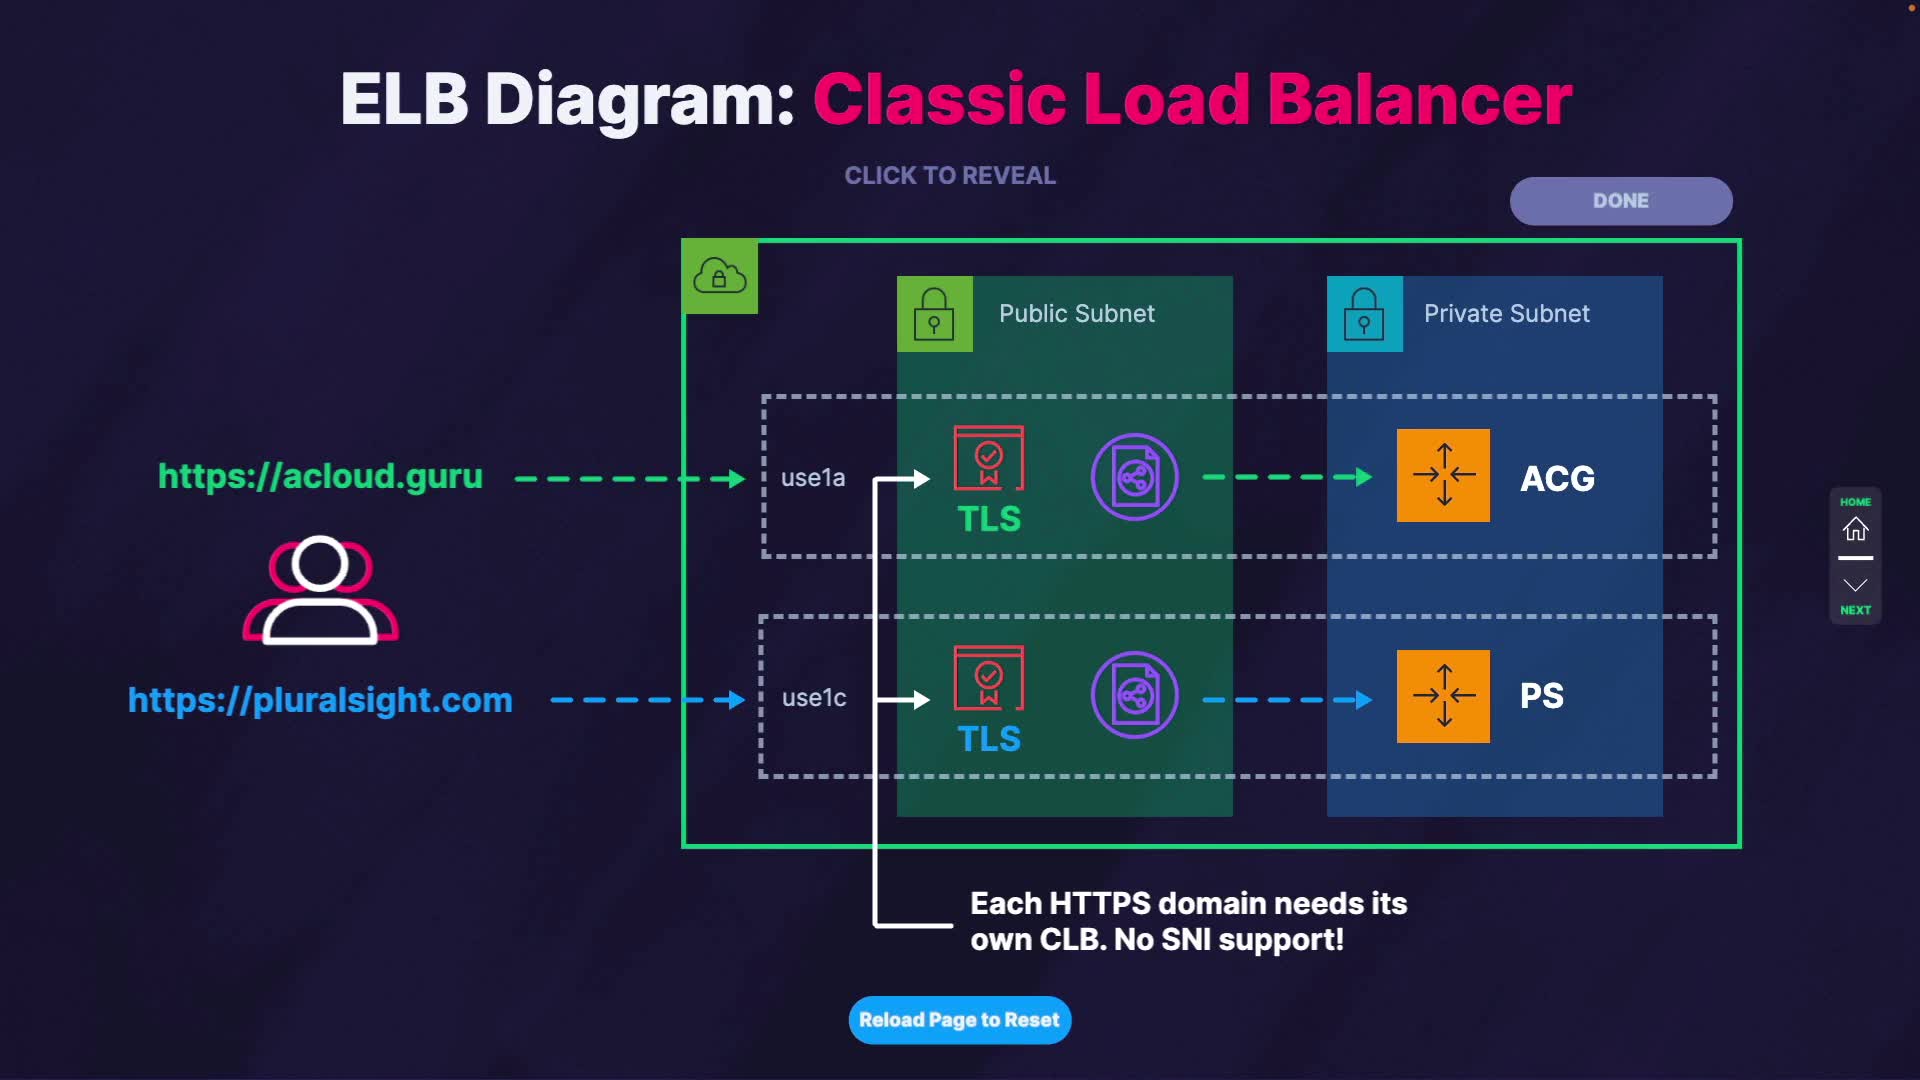 ELB Diagram: Classic Load Balancer
CLICK TO REVEAL
DONE
Public Subnet
Private Subnet
https://acloud.guru
use1a
TLS
ACG
HOME
NEXT
https://pluralsight.com
use1c
TLS
PS
Each HTTPS domain needs its
own CLB. No SNI support!
Reload Page to Reset